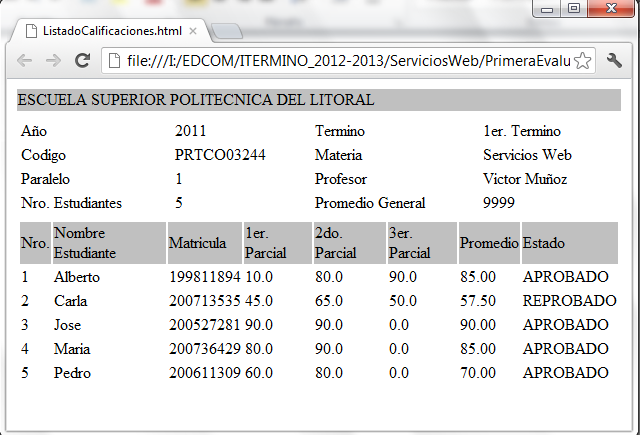 ListadoCalificaciones.html
file:///I:/EDCOM/ITERMINO_2012-2013/ServiciosWeb/PrimeraEvalu
ESCUELA SUPERIOR POLITECNICA DEL LITORAL
Año 2011 Termino 1er. Termino
Codigo PRTCO03244 Materia Servicios Web
Paralelo 1 Profesor Victor Muñoz
Nro. Estudiantes 5 Promedio General 9999
Nro. Nombre Estudiante Matricula 1er. Parcial 2do. Parcial 3er. Parcial Promedio Estado
1 Alberto 199811894 10.0 80.0 90.0 85.00 APROBADO
2 Carla 200713535 45.0 65.0 50.0 57.50 REPROBADO
3 Jose 200527281 90.0 90.0 0.0 90.00 APROBADO
4 Maria 200736429 80.0 90.0 0.0 85.00 APROBADO
5 Pedro 200611309 60.0 80.0 0.0 70.00 APROBADO